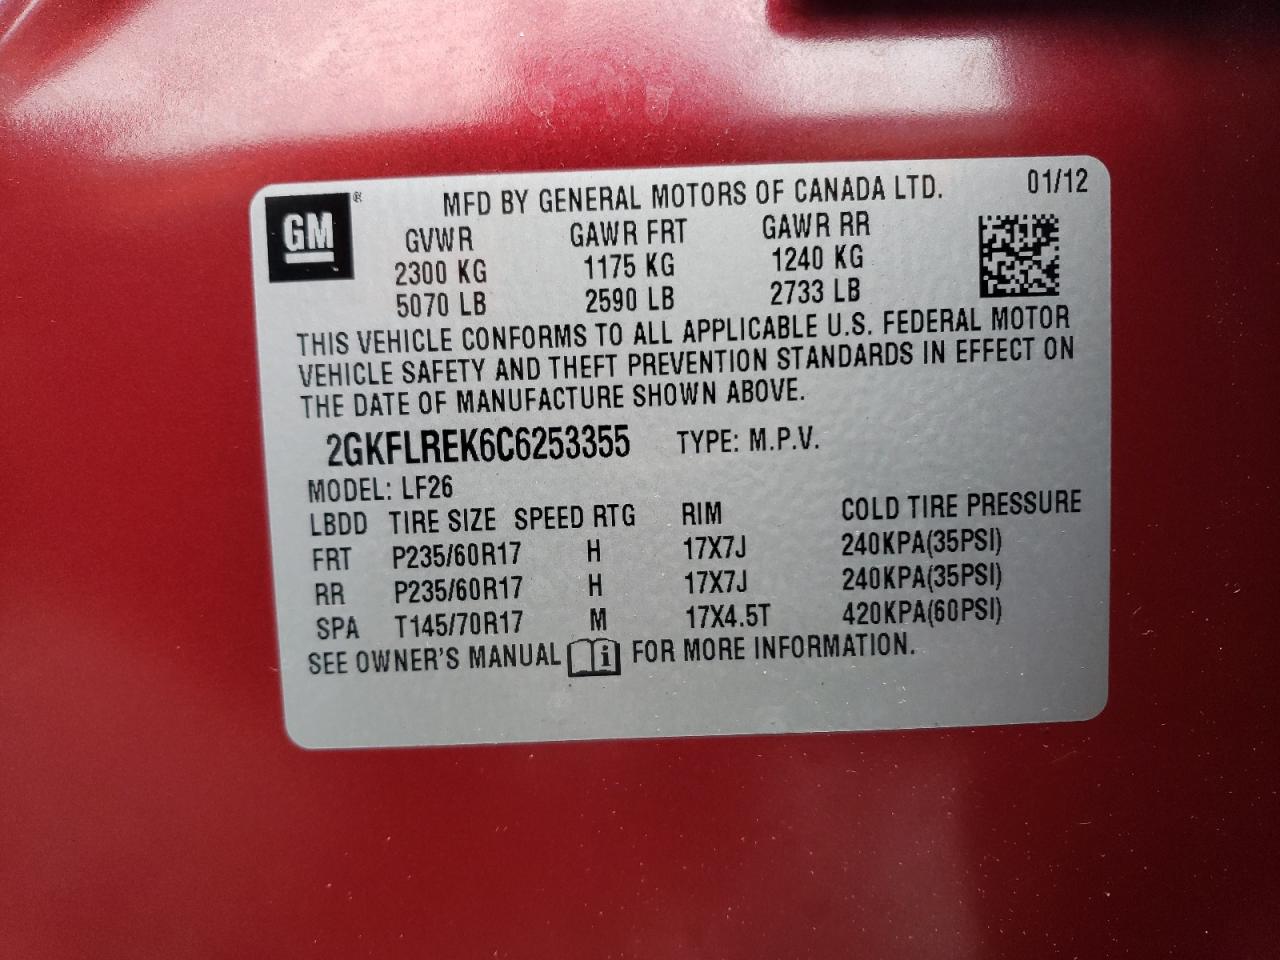 GM ®
MFD BY GENERAL MOTORS OF CANADA LTD. 01/12
GVWR GAWR FRT GAWR RR
2300 KG 1175 KG 1240 KG
5070 LB 2590 LB 2733 LB
THIS VEHICLE CONFORMS TO ALL APPLICABLE U.S. FEDERAL MOTOR
VEHICLE SAFETY AND THEFT PREVENTION STANDARDS IN EFFECT ON
THE DATE OF MANUFACTURE SHOWN ABOVE.
2GKFLREK6C6253355 TYPE: M.P.V.
MODEL: LF26
LBDD TIRE SIZE SPEED RTG RIM COLD TIRE PRESSURE
FRT P235/60R17 H 17X7J 240KPA(35PSI)
RR P235/60R17 H 17X7J 240KPA(35PSI)
SPA T145/70R17 M 17X4.5T 420KPA(60PSI)
SEE OWNER'S MANUAL i FOR MORE INFORMATION.